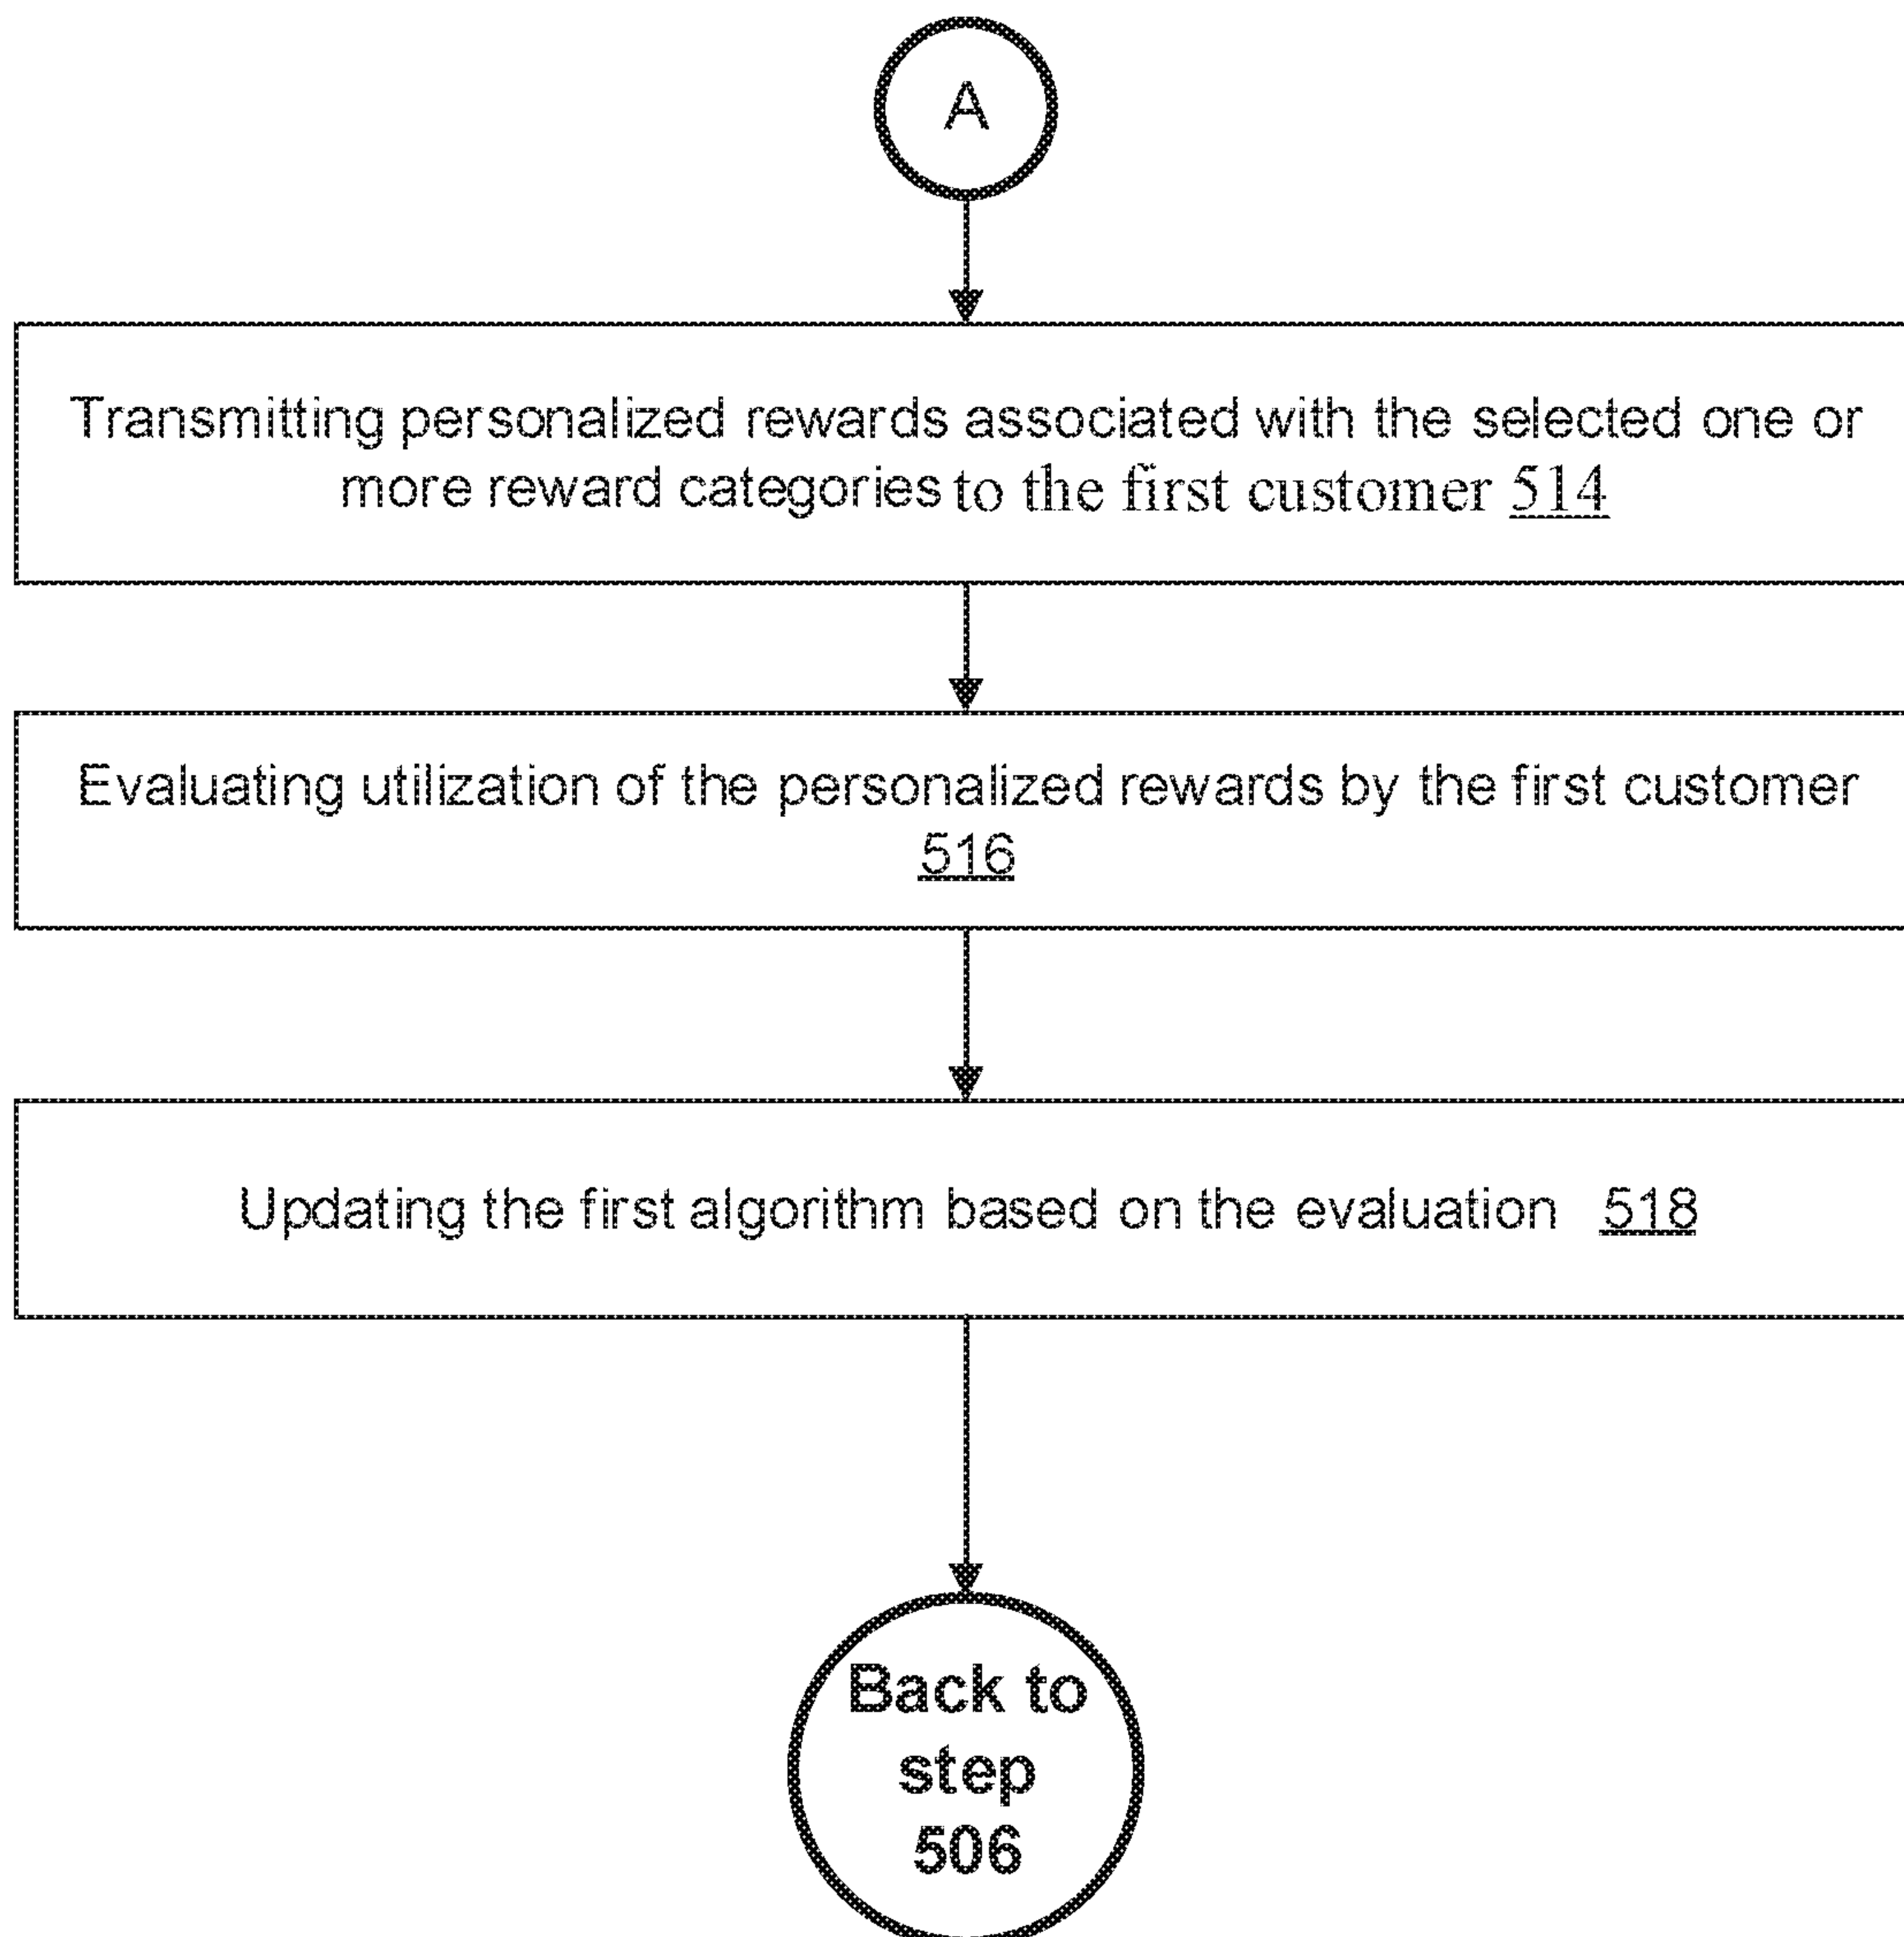 A
Transmitting personalized rewards associated with the selected one or
more reward categories to the first customer 514
Evaluating utilization of the personalized rewards by the first customer
516
Updating the first algorithm based on the evaluation 518
Back to
step
506